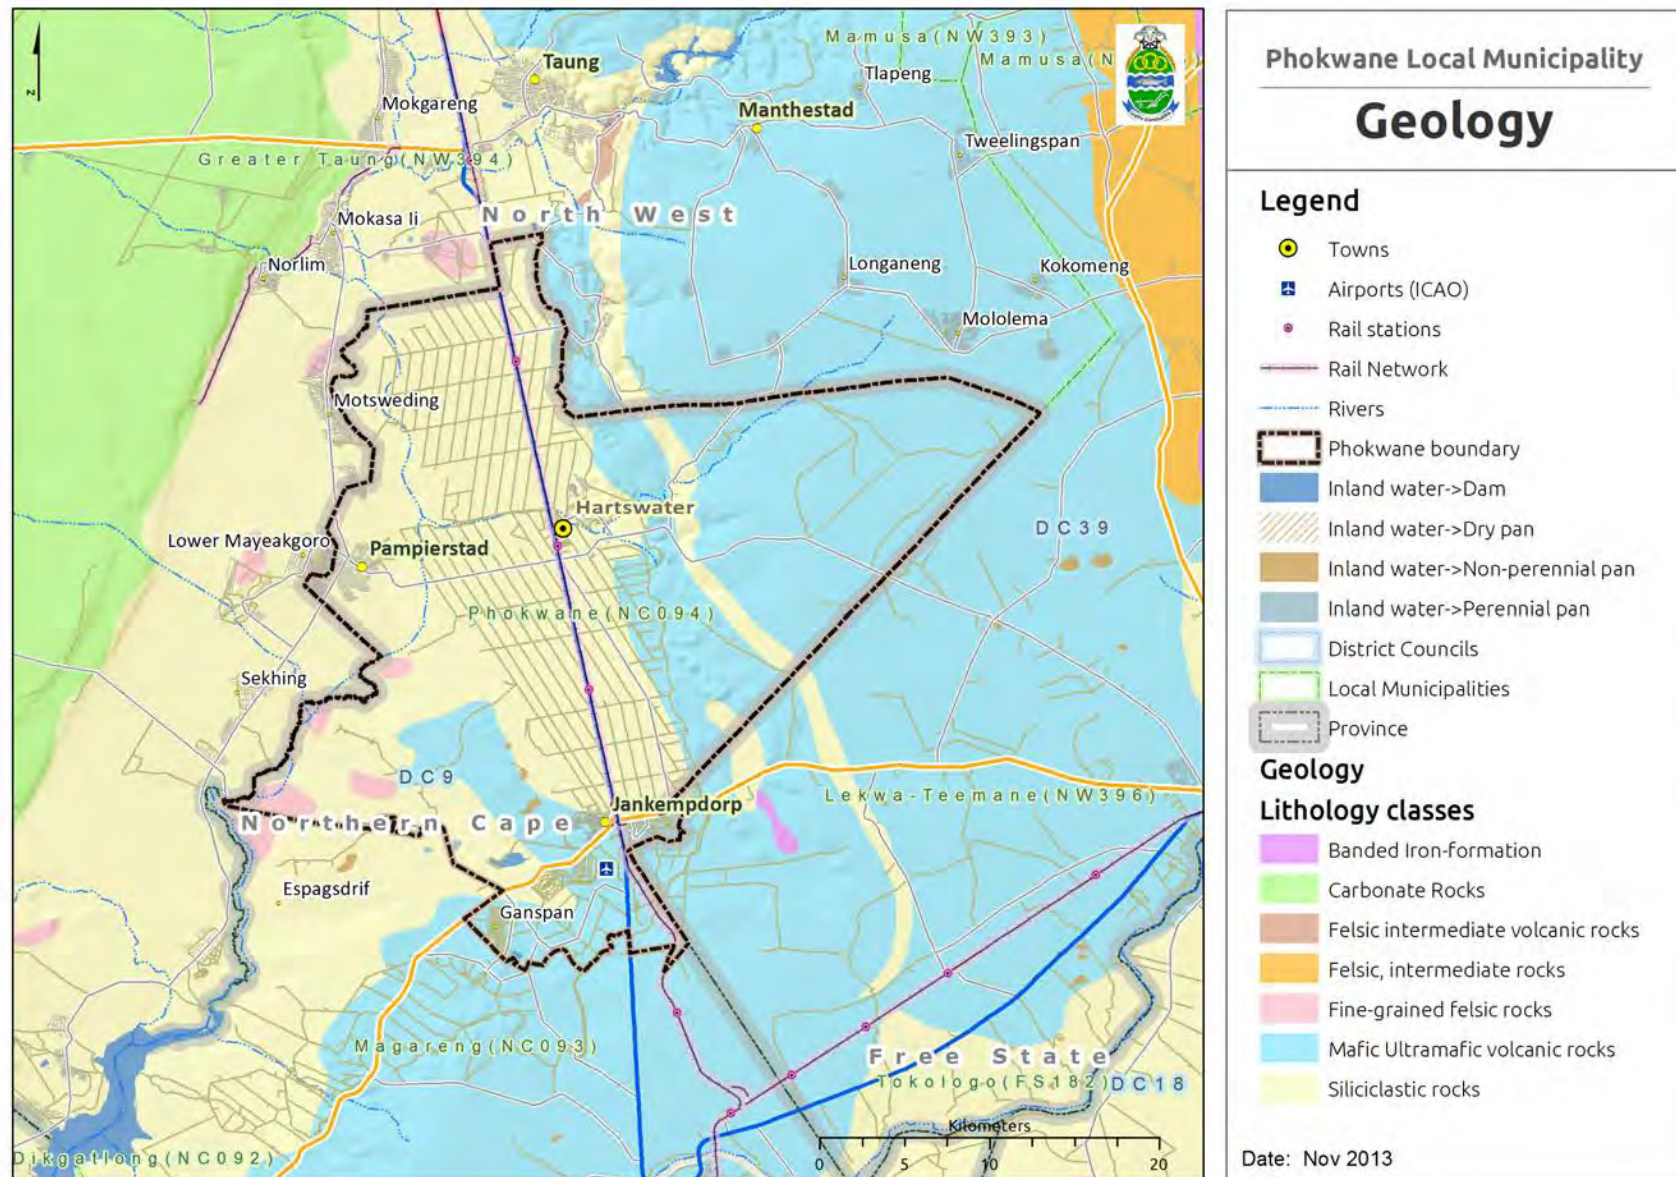 Mamusa(NW393)
Mamusa(N
Tlapeng
Taung
Mokgareng
Manthestad
Tweelingspan
Greater Taung(NW394)
North West
Mokasa Ii
Norlim
Longaneng
Kokomeng
Mololema
Motsweding
Hartswater
DC39
Lower Mayeakgoro
Pampierstad
Phokwane(NC094)
Sekhing
DC9
Jankempdorp
Lekwa-Teemane(NW396)
Northern Cape
Espagsdrif
Ganspan
Magareng(NC093)
Free State
Tokologo(FS182)
DC18
Dikgatlong(NC092)
Kilometers
0 5 10 20
N
Phokwane Local Municipality
Geology
Legend
Towns
Airports (ICAO)
Rail stations
Rail Network
Rivers
Phokwane boundary
Inland water->Dam
Inland water->Dry pan
Inland water->Non-perennial pan
Inland water->Perennial pan
District Councils
Local Municipalities
Province
Geology
Lithology classes
Banded Iron-formation
Carbonate Rocks
Felsic intermediate volcanic rocks
Felsic, intermediate rocks
Fine-grained felsic rocks
Mafic Ultramafic volcanic rocks
Siliciclastic rocks
Date: Nov 2013